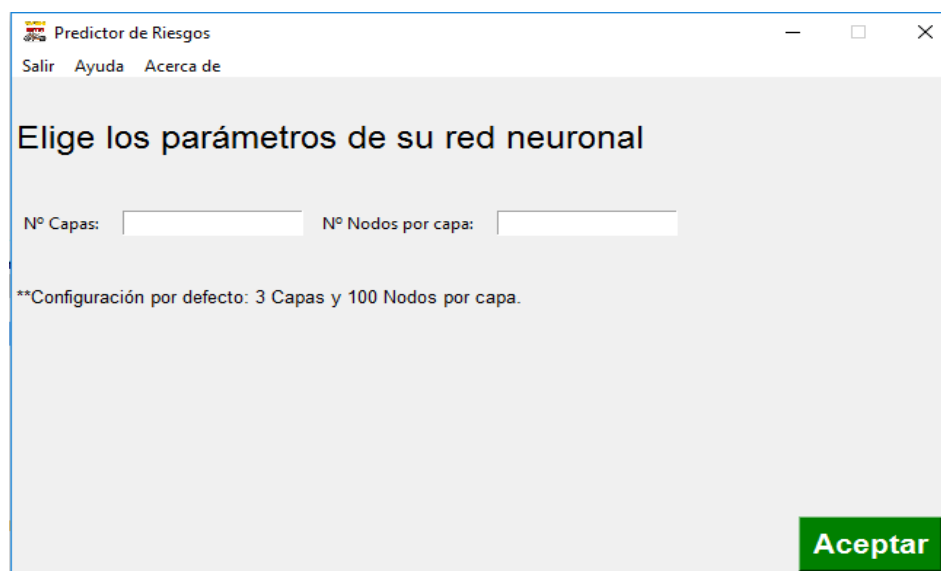 Predictor de Riesgos
Salir Ayuda Acerca de
Elige los parámetros de su red neuronal
Nº Capas: Nº Nodos por capa:
**Configuración por defecto: 3 Capas y 100 Nodos por capa.
Aceptar